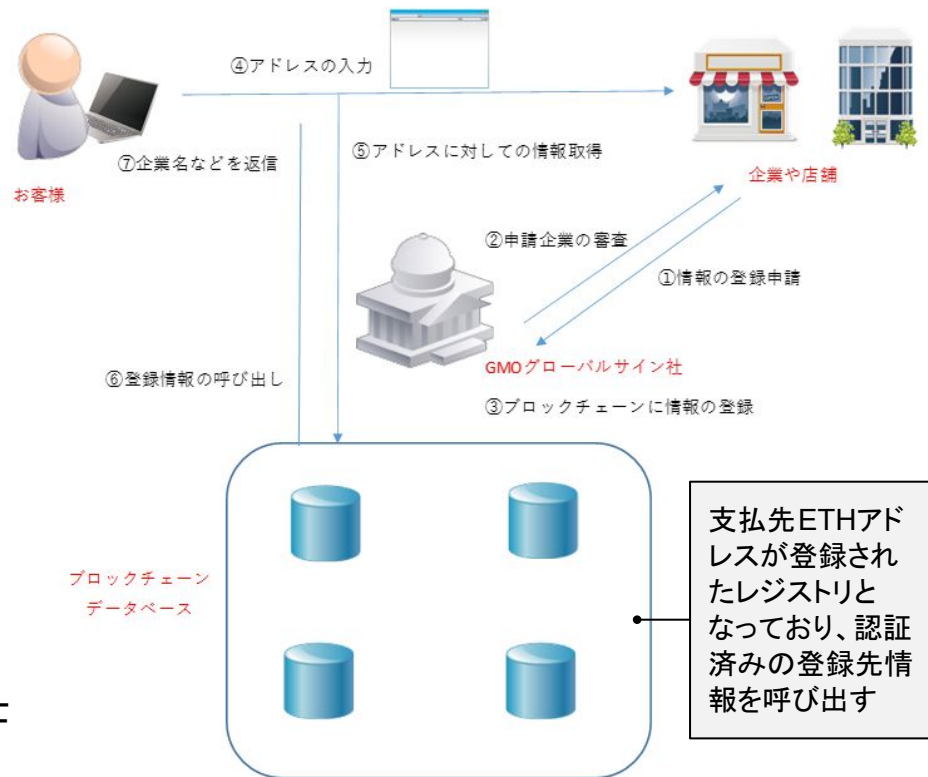 ④アドレスの入力
⑦企業名などを返信
⑤アドレスに対しての情報取得
お客様
企業や店舗
②申請企業の審査
①情報の登録申請
GMOグローバルサイン社
⑥登録情報の呼び出し
③ブロックチェーンに情報の登録
ブロックチェーン
データベース
支払先ETHアド
レスが登録され
たレジストリと
なっており、認証
済みの登録先情
報を呼び出す